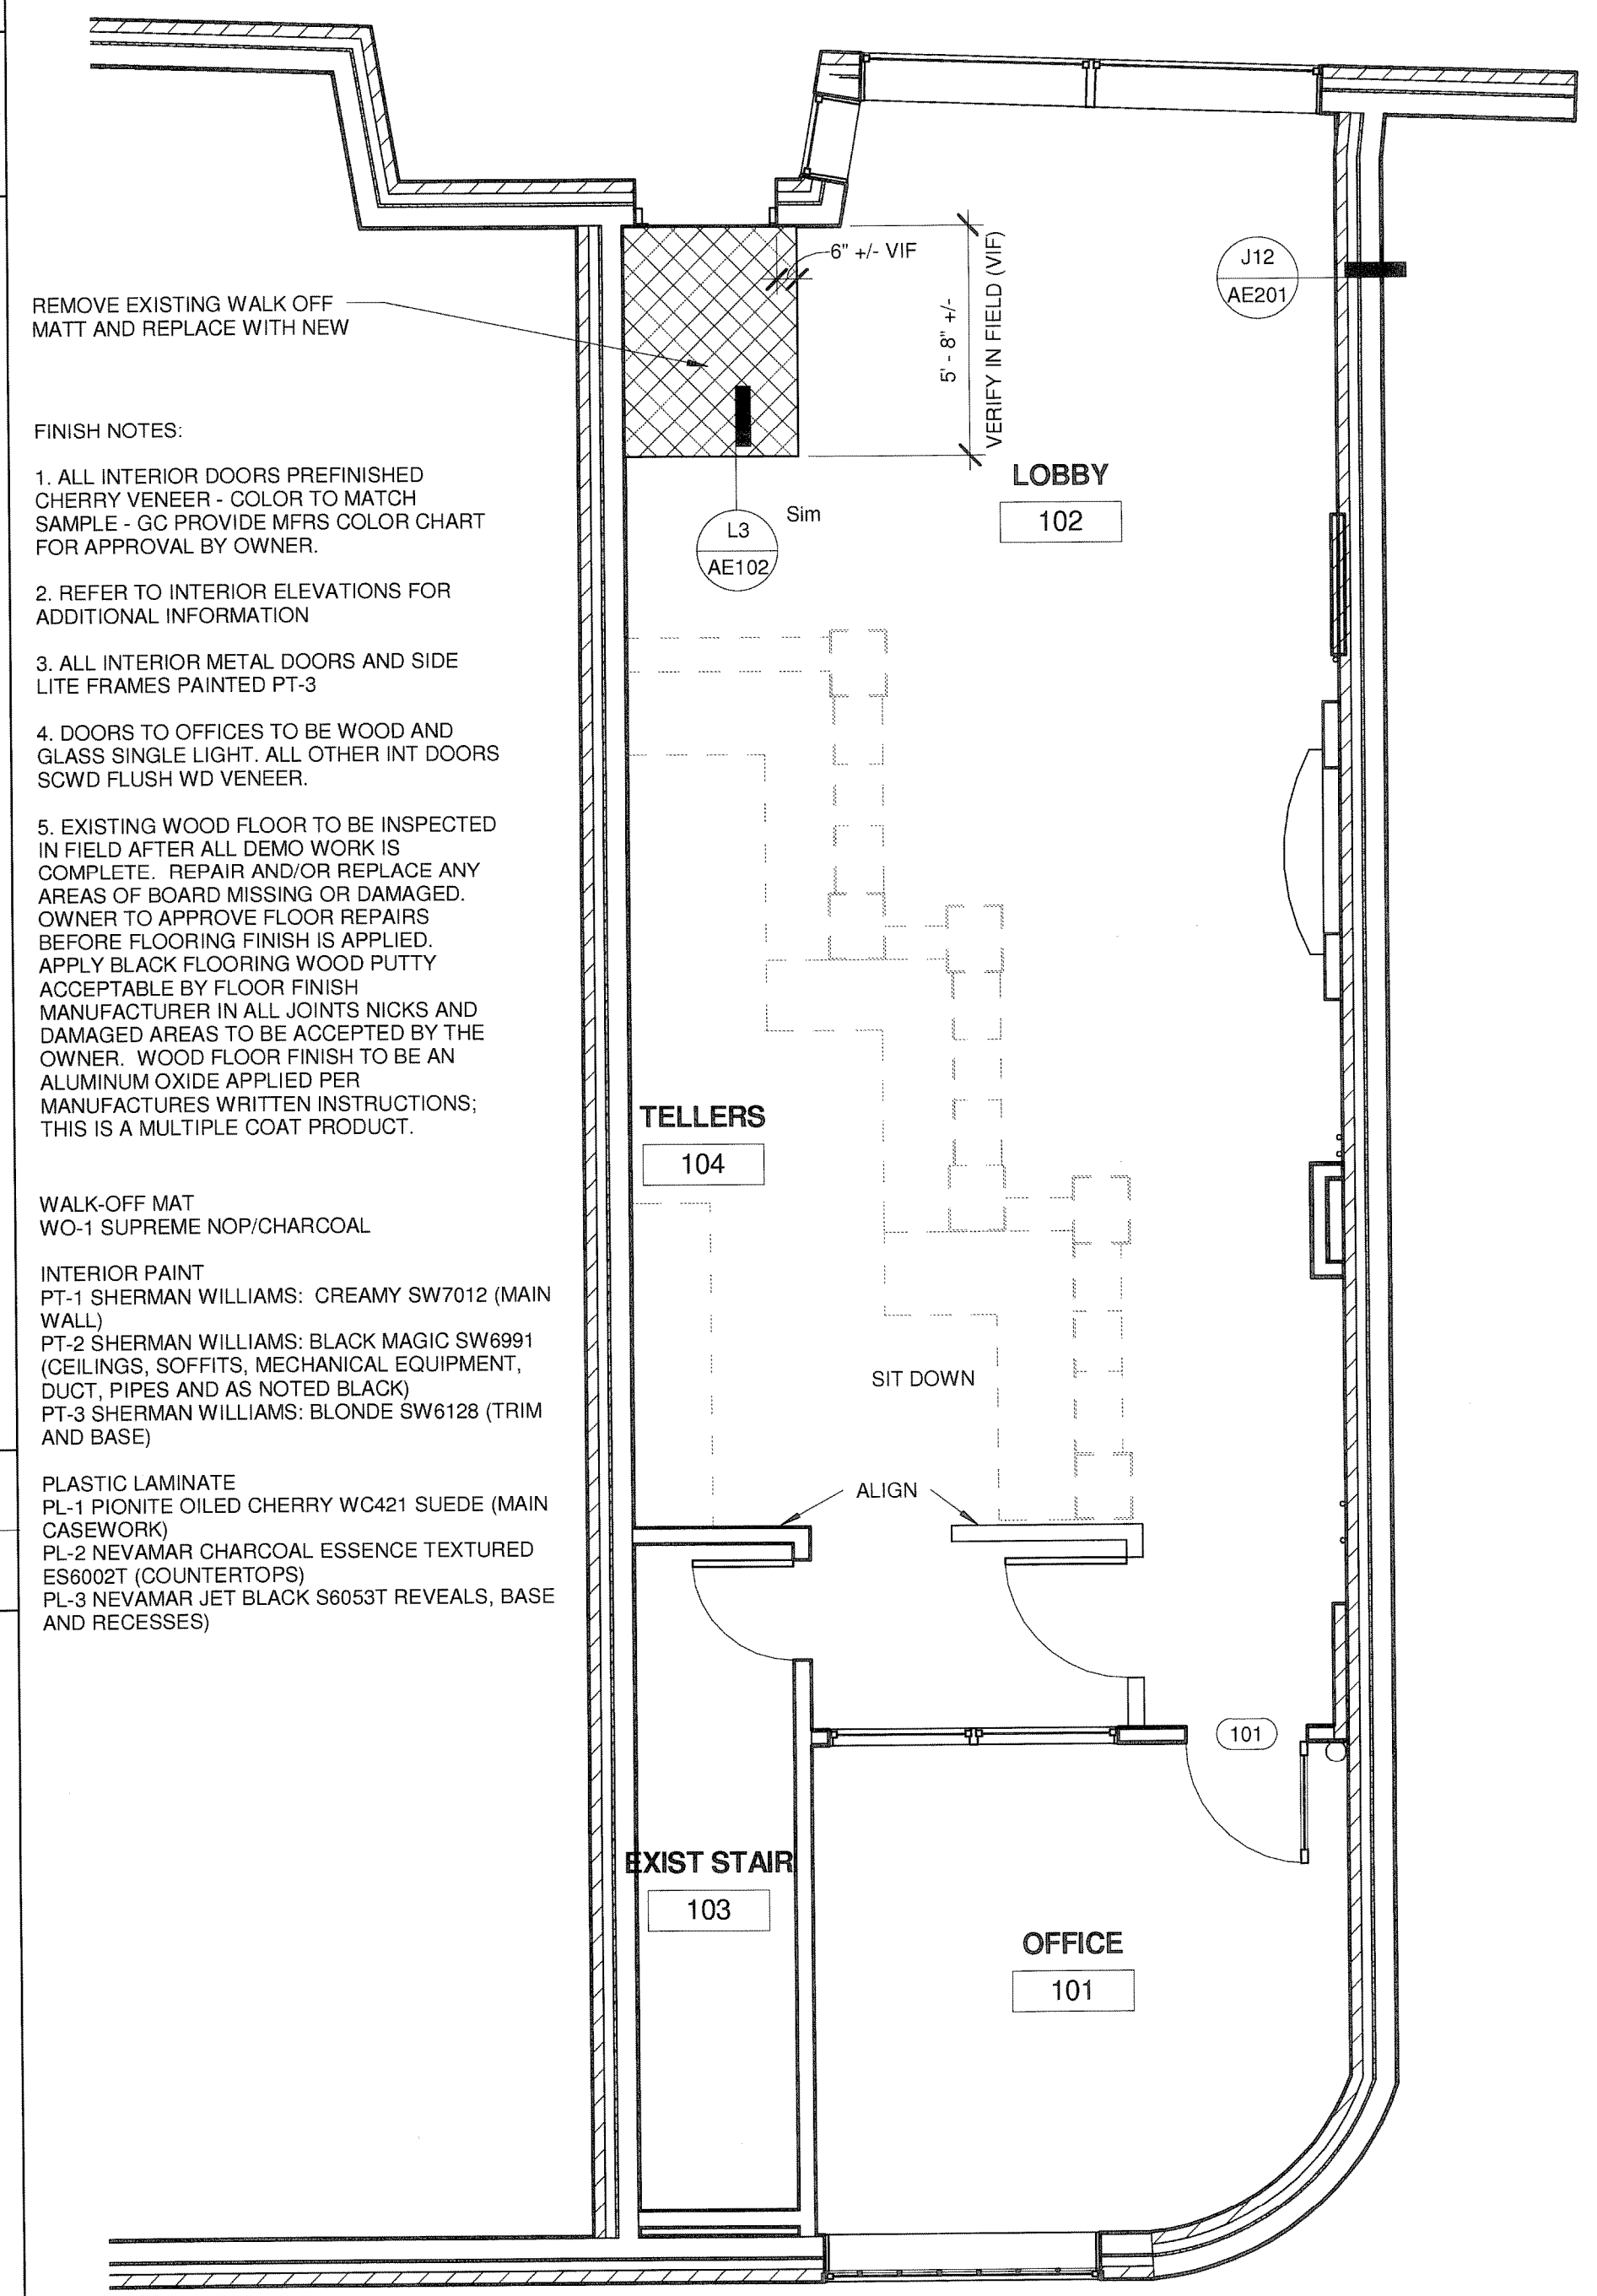 REMOVE EXISTING WALK OFF
MATT AND REPLACE WITH NEW
FINISH NOTES:
1. ALL INTERIOR DOORS PREFINISHED
CHERRY VENEER - COLOR TO MATCH
SAMPLE - GC PROVIDE MFRS COLOR CHART
FOR APPROVAL BY OWNER.
2. REFER TO INTERIOR ELEVATIONS FOR
ADDITIONAL INFORMATION
3. ALL INTERIOR METAL DOORS AND SIDE
LITE FRAMES PAINTED PT-3
4. DOORS TO OFFICES TO BE WOOD AND
GLASS SINGLE LIGHT. ALL OTHER INT DOORS
SCWD FLUSH WD VENEER.
5. EXISTING WOOD FLOOR TO BE INSPECTED
IN FIELD AFTER ALL DEMO WORK IS
COMPLETE. REPAIR AND/OR REPLACE ANY
AREAS OF BOARD MISSING OR DAMAGED.
OWNER TO APPROVE FLOOR REPAIRS
BEFORE FLOORING FINISH IS APPLIED.
APPLY BLACK FLOORING WOOD PUTTY
ACCEPTABLE BY FLOOR FINISH
MANUFACTURER IN ALL JOINTS NICKS AND
DAMAGED AREAS TO BE ACCEPTED BY THE
OWNER. WOOD FLOOR FINISH TO BE AN
ALUMINUM OXIDE APPLIED PER
MANUFACTURES WRITTEN INSTRUCTIONS;
THIS IS A MULTIPLE COAT PRODUCT.
WALK-OFF MAT
WO-1 SUPREME NOP/CHARCOAL
INTERIOR PAINT
PT-1 SHERMAN WILLIAMS: CREAMY SW7012 (MAIN
WALL)
PT-2 SHERMAN WILLIAMS: BLACK MAGIC SW6991
(CEILINGS, SOFFITS, MECHANICAL EQUIPMENT,
DUCT, PIPES AND AS NOTED BLACK)
PT-3 SHERMAN WILLIAMS: BLONDE SW6128 (TRIM
AND BASE)
PLASTIC LAMINATE
PL-1 PIONITE OILED CHERRY WC421 SUEDE (MAIN
CASEWORK)
PL-2 NEVAMAR CHARCOAL ESSENCE TEXTURED
ES6002T (COUNTERTOPS)
PL-3 NEVAMAR JET BLACK S6053T REVEALS, BASE
AND RECESSES)
6" +/- VIF
5' - 8" +/-
VERIFY IN FIELD (VIF)
J12
AE201
LOBBY
102
L3
AE102
Sim
TELLERS
104
SIT DOWN
ALIGN
101
EXIST STAIR
103
OFFICE
101